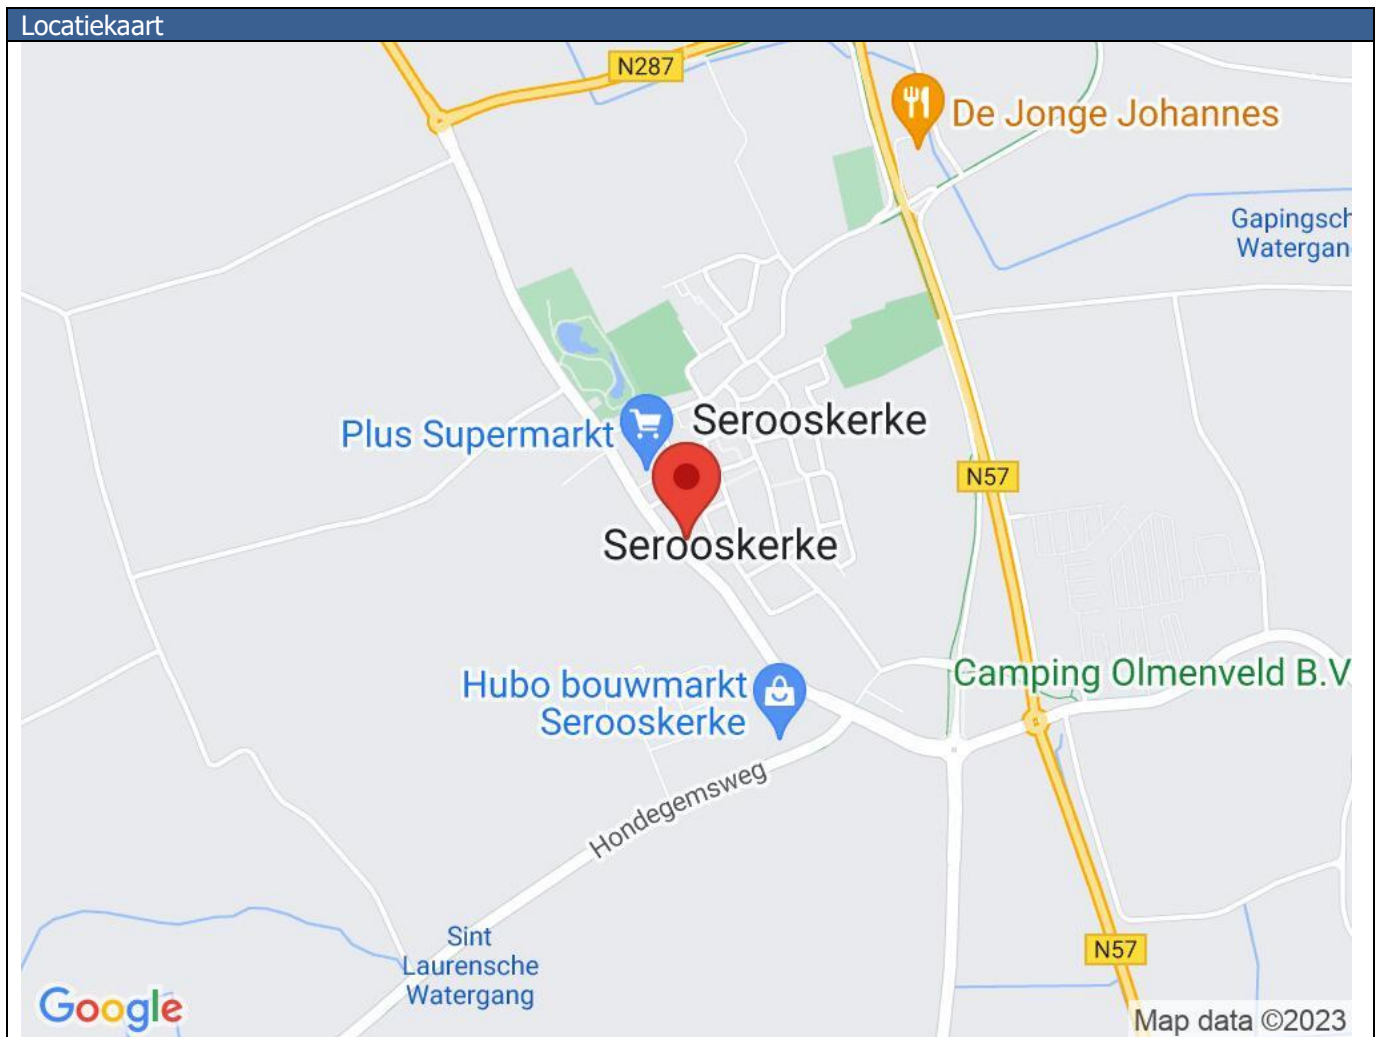 Locatiekaart
N287
De Jonge Johannes
Gapingsch
Watergan
Plus Supermarkt
Serooskerke
N57
Serooskerke
Camping Olmenveld B.V
Hubo bouwmarkt
Serooskerke
Hondegemsweg
Sint
Laurensche
Watergang
N57
Google
Map data ©2023